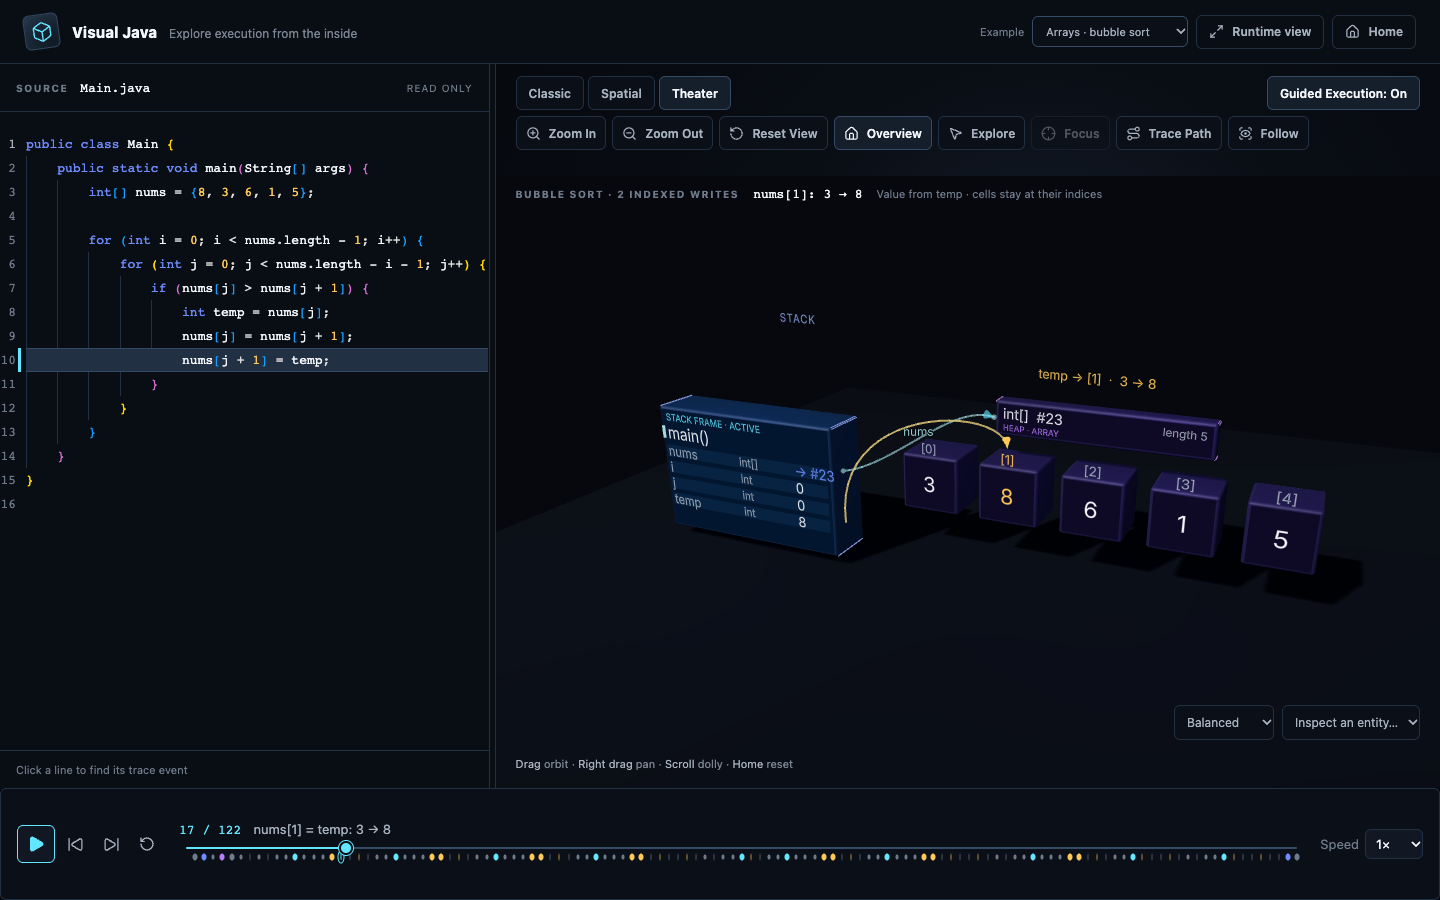 Visual Java Explore execution from the inside
Example Arrays · bubble sort Runtime view Home
SOURCE Main.java READ ONLY
1 public class Main {
2 public static void main(String[] args) {
3 int[] nums = {8, 3, 6, 1, 5};
4
5 for (int i = 0; i < nums.length - 1; i++) {
6 for (int j = 0; j < nums.length - i - 1; j++) {
7 if (nums[j] > nums[j + 1]) {
8 int temp = nums[j];
9 nums[j] = nums[j + 1];
10 nums[j + 1] = temp;
11 }
12 }
13 }
14 }
15 }
16
Click a line to find its trace event
Classic Spatial Theater Guided Execution: On
Zoom In Zoom Out Reset View Overview Explore Focus Trace Path Follow
BUBBLE SORT · 2 INDEXED WRITES nums[1]: 3 → 8 Value from temp · cells stay at their indices
STACK
temp → [1] · 3 → 8
STACK FRAME · ACTIVE
main()
nums int[] → #23
i int 0
j int 0
temp int 8
nums
int[] #23
HEAP · ARRAY length 5
[0] [1] [2] [3] [4]
3 8 6 1 5
Balanced Inspect an entity...
Drag orbit · Right drag pan · Scroll dolly · Home reset
17 / 122 nums[1] = temp: 3 → 8
Speed 1×